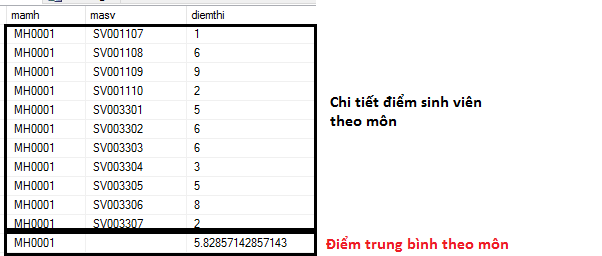 mamh masv diemthi
MH0001 SV001107 1
MH0001 SV001108 6
MH0001 SV001109 9
MH0001 SV001110 2
MH0001 SV003301 5
MH0001 SV003302 6
MH0001 SV003303 6
MH0001 SV003304 3
MH0001 SV003305 5
MH0001 SV003306 8
MH0001 SV003307 2
MH0001 5.82857142857143
Chi tiết điểm sinh viên
theo môn
Điểm trung bình theo môn